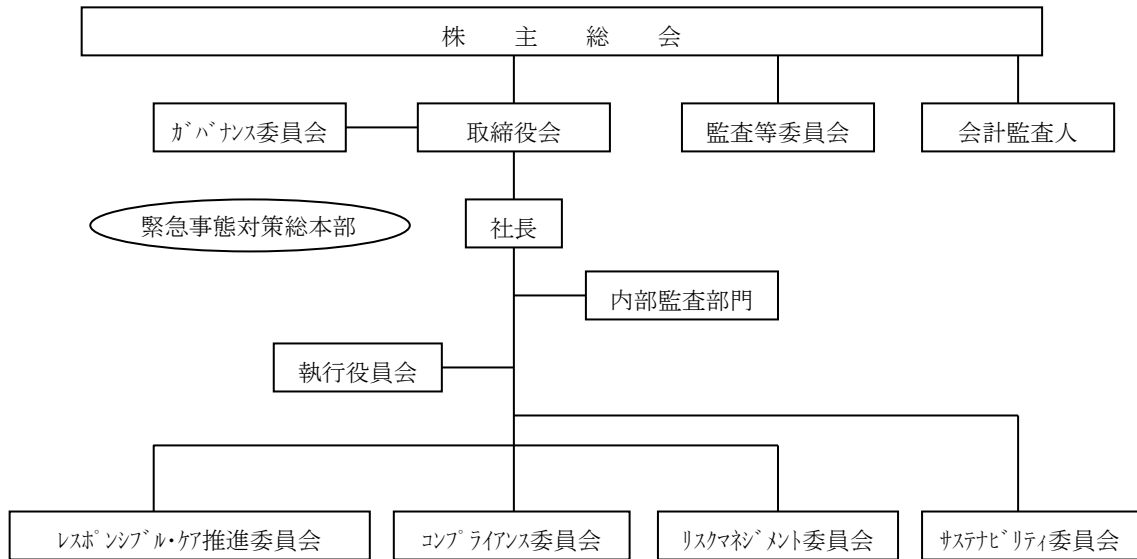 株主総会
ｶﾞﾊﾞﾅﾝｽ委員会
取締役会
監査等委員会
会計監査人
緊急事態対策総本部
社長
内部監査部門
執行役員会
ﾚｽﾎﾟﾝｼﾌﾞﾙ・ｹｱ推進委員会
ｺﾝﾌﾟﾗｲｱﾝｽ委員会
ﾘｽｸﾏﾈｼﾞﾒﾝﾄ委員会
ｻｽﾃﾅﾋﾞﾘﾃｨ委員会